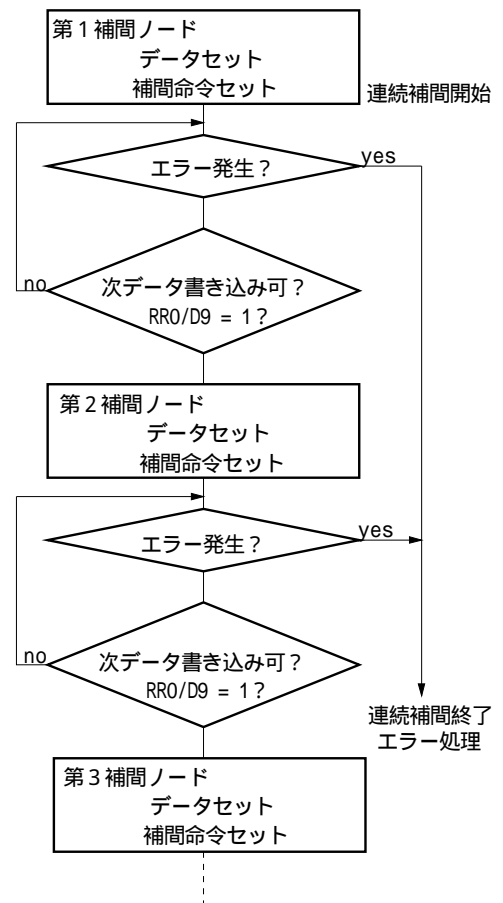 第1補間ノード
データセット
補間命令セット
連続補間開始
エラー発生？
yes
no
次データ書き込み可？
RR0/D9 = 1？
第2補間ノード
データセット
補間命令セット
エラー発生？
yes
no
次データ書き込み可？
RR0/D9 = 1？
連続補間終了
エラー処理
第3補間ノード
データセット
補間命令セット